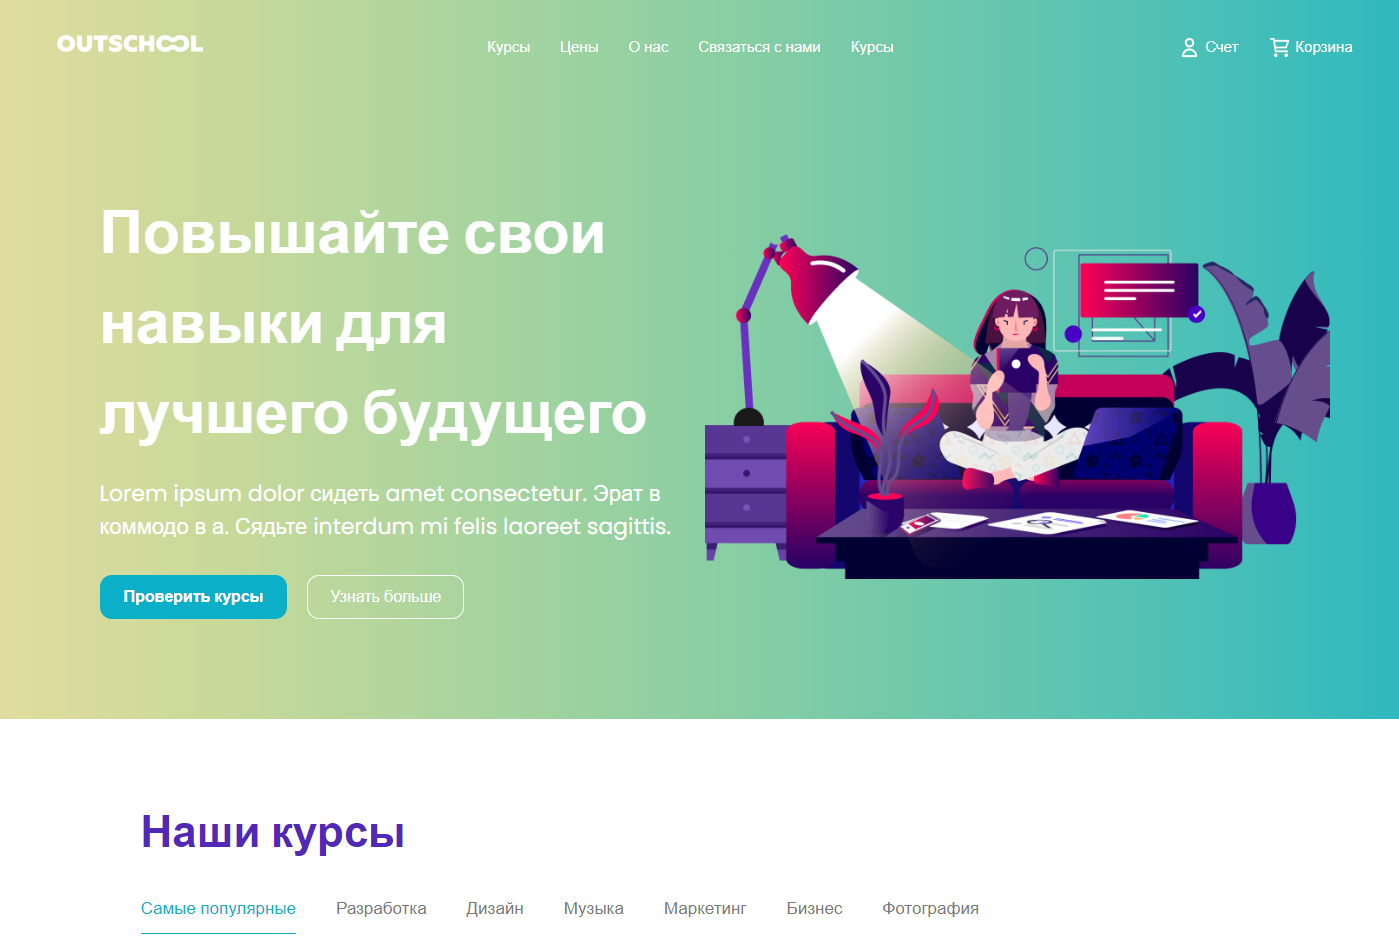 OUTSCHOOL
Курсы Цены О нас Связаться с нами Курсы Счет Корзина
Повышайте свои
навыки для
лучшего будущего
Lorem ipsum dolor сидеть amet consectetur. Эрат в
коммодо в а. Сядьте interdum mi felis laoreet sagittis.
Проверить курсы Узнать больше
Наши курсы
Самые популярные Разработка Дизайн Музыка Маркетинг Бизнес Фотография